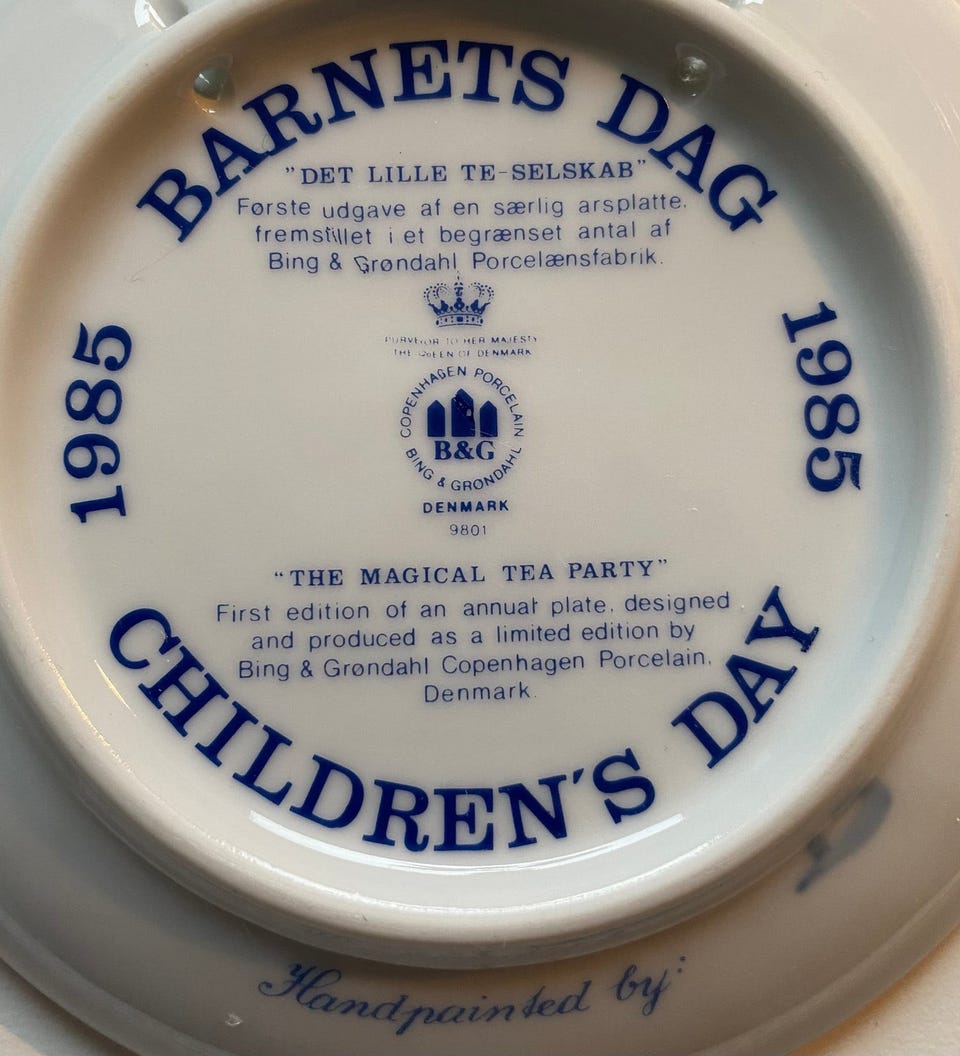 BARNETS DAG
"DET LILLE TE-SELSKAB"
Første udgave af en særlig arsplatte,
fremstillet i et begrænset antal af
Bing & Grøndahl Porcelænsfabrik.
PURVEYOR TO HER MAJESTY
THE QUEEN OF DENMARK
COPENHAGEN PORCELAIN
B&G
BING & GRØNDAHL
DENMARK
9801
1985
1985
"THE MAGICAL TEA PARTY"
First edition of an annual plate, designed
and produced as a limited edition by
Bing & Grøndahl Copenhagen Porcelain,
Denmark.
CHILDREN'S DAY
Handpainted by: